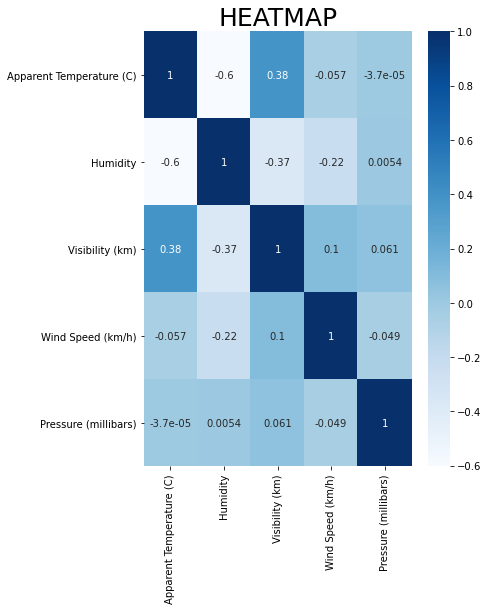 HEATMAP
Apparent Temperature (C) 1 -0.6 0.38 -0.057 -3.7e-05
Humidity -0.6 1 -0.37 -0.22 0.0054
Visibility (km) 0.38 -0.37 1 0.1 0.061
Wind Speed (km/h) -0.057 -0.22 0.1 1 -0.049
Pressure (millibars) -3.7e-05 0.0054 0.061 -0.049 1
Apparent Temperature (C)
Humidity
Visibility (km)
Wind Speed (km/h)
Pressure (millibars)
1.0
0.8
0.6
0.4
0.2
0.0
−0.2
−0.4
−0.6